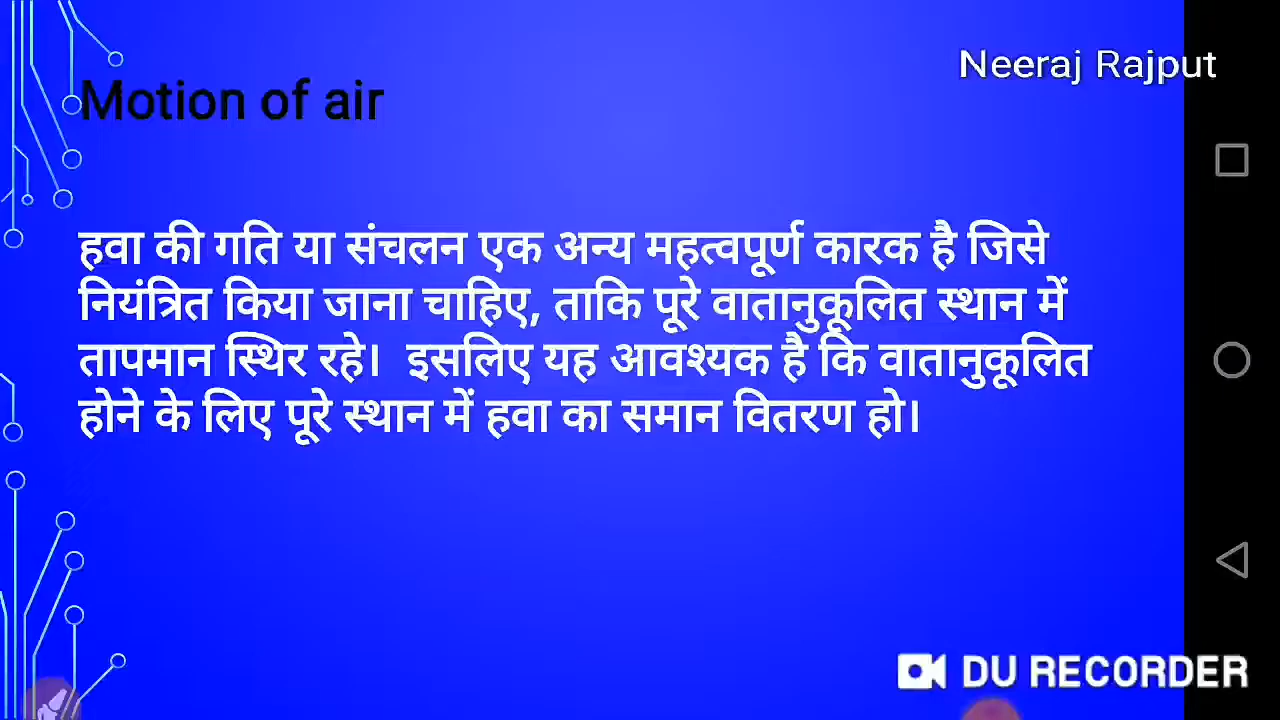 Neeraj Rajput
Motion of air
हवा की गति या संचलन एक अन्य महत्वपूर्ण कारक है जिसे
नियंत्रित किया जाना चाहिए, ताकि पूरे वातानुकूलित स्थान में
तापमान स्थिर रहे।  इसलिए यह आवश्यक है कि वातानुकूलित
होने के लिए पूरे स्थान में हवा का समान वितरण हो।
DU RECORDER